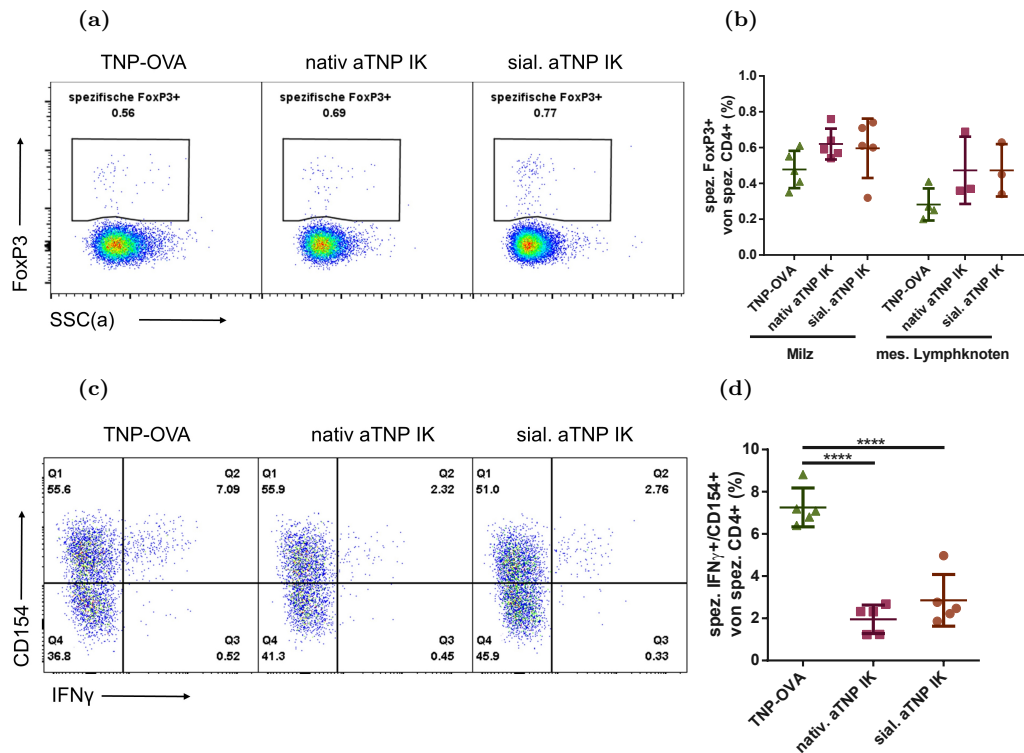 (a)
TNP-OVA
nativ aTNP IK
sial. aTNP IK
spezifische FoxP3+
0.56
spezifische FoxP3+
0.69
spezifische FoxP3+
0.77
FoxP3
SSC(a)
(b)
spez. FoxP3+
von spez. CD4+ (%)
1.0
0.8
0.6
0.4
0.2
0.0
TNP-OVA
nativ aTNP IK
sial. aTNP IK
TNP-OVA
nativ aTNP IK
sial. aTNP IK
Milz
mes. Lymphknoten
(c)
TNP-OVA
nativ aTNP IK
sial. aTNP IK
Q1
55.6
Q2
7.09
Q4
36.8
Q3
0.52
Q1
55.9
Q2
2.32
Q4
41.3
Q3
0.45
Q1
51.0
Q2
2.76
Q4
45.9
Q3
0.33
CD154
IFNγ
(d)
spez. IFNγ+/CD154+
von spez. CD4+ (%)
10
8
6
4
2
0
****
****
TNP-OVA
nativ. aTNP IK
sial. aTNP IK